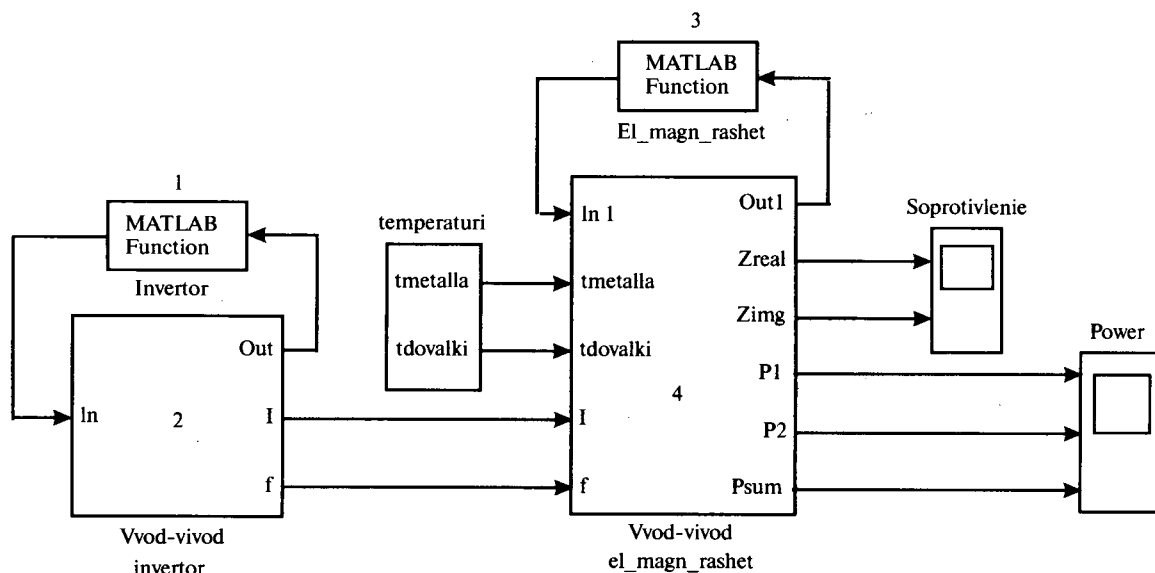 3
MATLAB
Function
El_magn_rashet
1
MATLAB
Function
Invertor
temperaturi
tmetalla
tdovalki
Out
ln
2
I
f
Vvod-vivod
invertor
ln 1
Out1
Zreal
tmetalla
Zimg
tdovalki
P1
4
I
P2
f
Psum
Vvod-vivod
el_magn_rashet
Soprotivlenie
Power